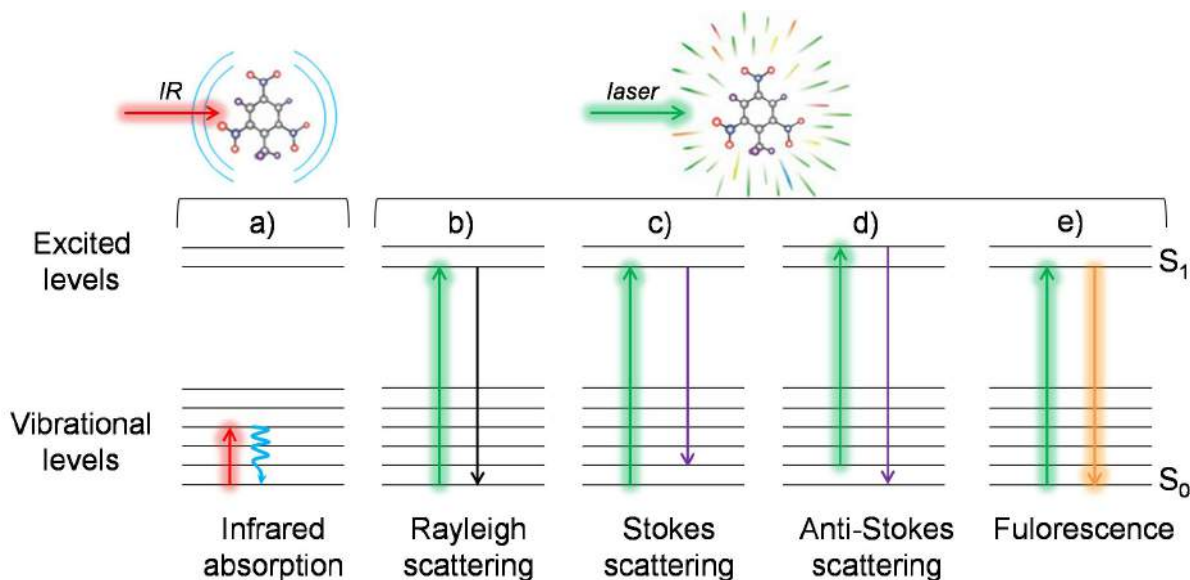 IR
laser
a)
b)
c)
d)
e)
Excited
levels
S₁
Vibrational
levels
S₀
Infrared
absorption
Rayleigh
scattering
Stokes
scattering
Anti-Stokes
scattering
Fulorescence